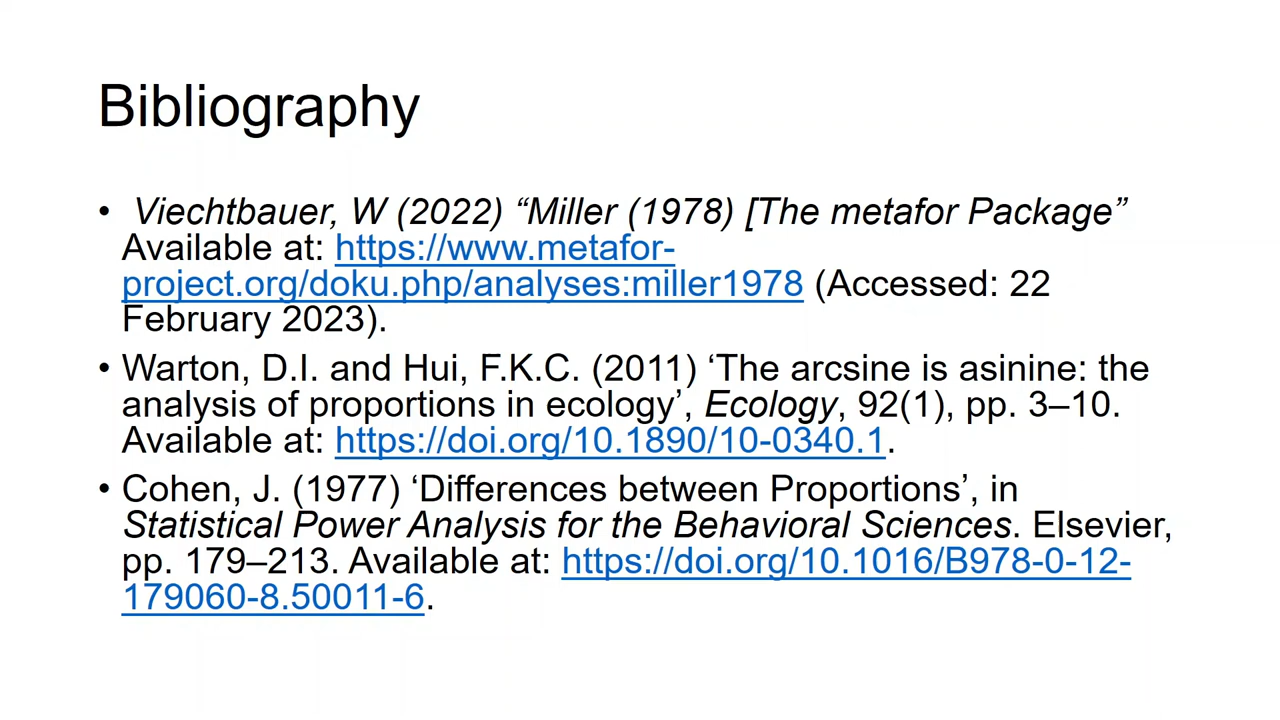 Bibliography
• Viechtbauer, W (2022) “Miller (1978) [The metafor Package”
Available at: https://www.metafor-
project.org/doku.php/analyses:miller1978 (Accessed: 22
February 2023).
• Warton, D.I. and Hui, F.K.C. (2011) ‘The arcsine is asinine: the
analysis of proportions in ecology’, Ecology, 92(1), pp. 3–10.
Available at: https://doi.org/10.1890/10-0340.1.
• Cohen, J. (1977) ‘Differences between Proportions’, in
Statistical Power Analysis for the Behavioral Sciences. Elsevier,
pp. 179–213. Available at: https://doi.org/10.1016/B978-0-12-
179060-8.50011-6.